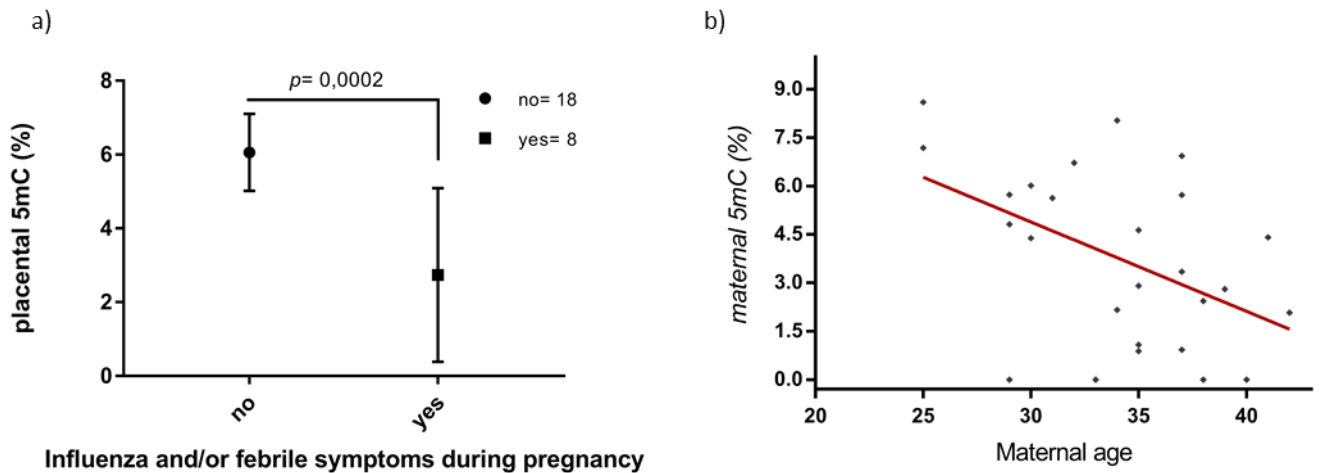 a)
placental 5mC (%)
8
6
4
2
0
p= 0,0002
no= 18
yes= 8
no
yes
Influenza and/or febrile symptoms during pregnancy
b)
maternal 5mC (%)
9.0
7.5
6.0
4.5
3.0
1.5
0.0
20 25 30 35 40
Maternal age